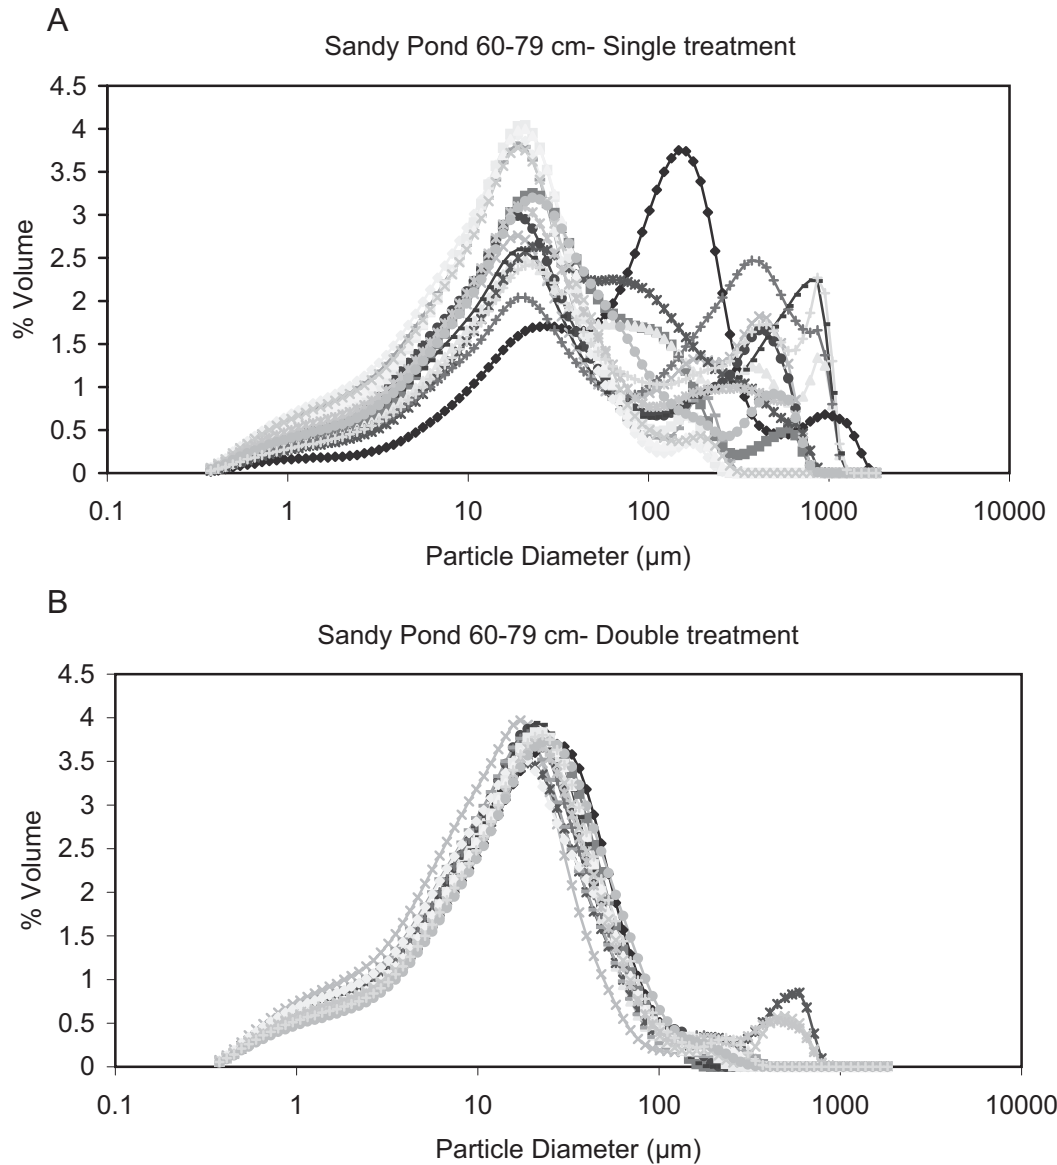 A
Sandy Pond 60-79 cm- Single treatment
4.5
4
3.5
3
2.5
2
1.5
1
0.5
0
% Volume
0.1 1 10 100 1000 10000
Particle Diameter (µm)
B
Sandy Pond 60-79 cm- Double treatment
4.5
4
3.5
3
2.5
2
1.5
1
0.5
0
% Volume
0.1 1 10 100 1000 10000
Particle Diameter (µm)